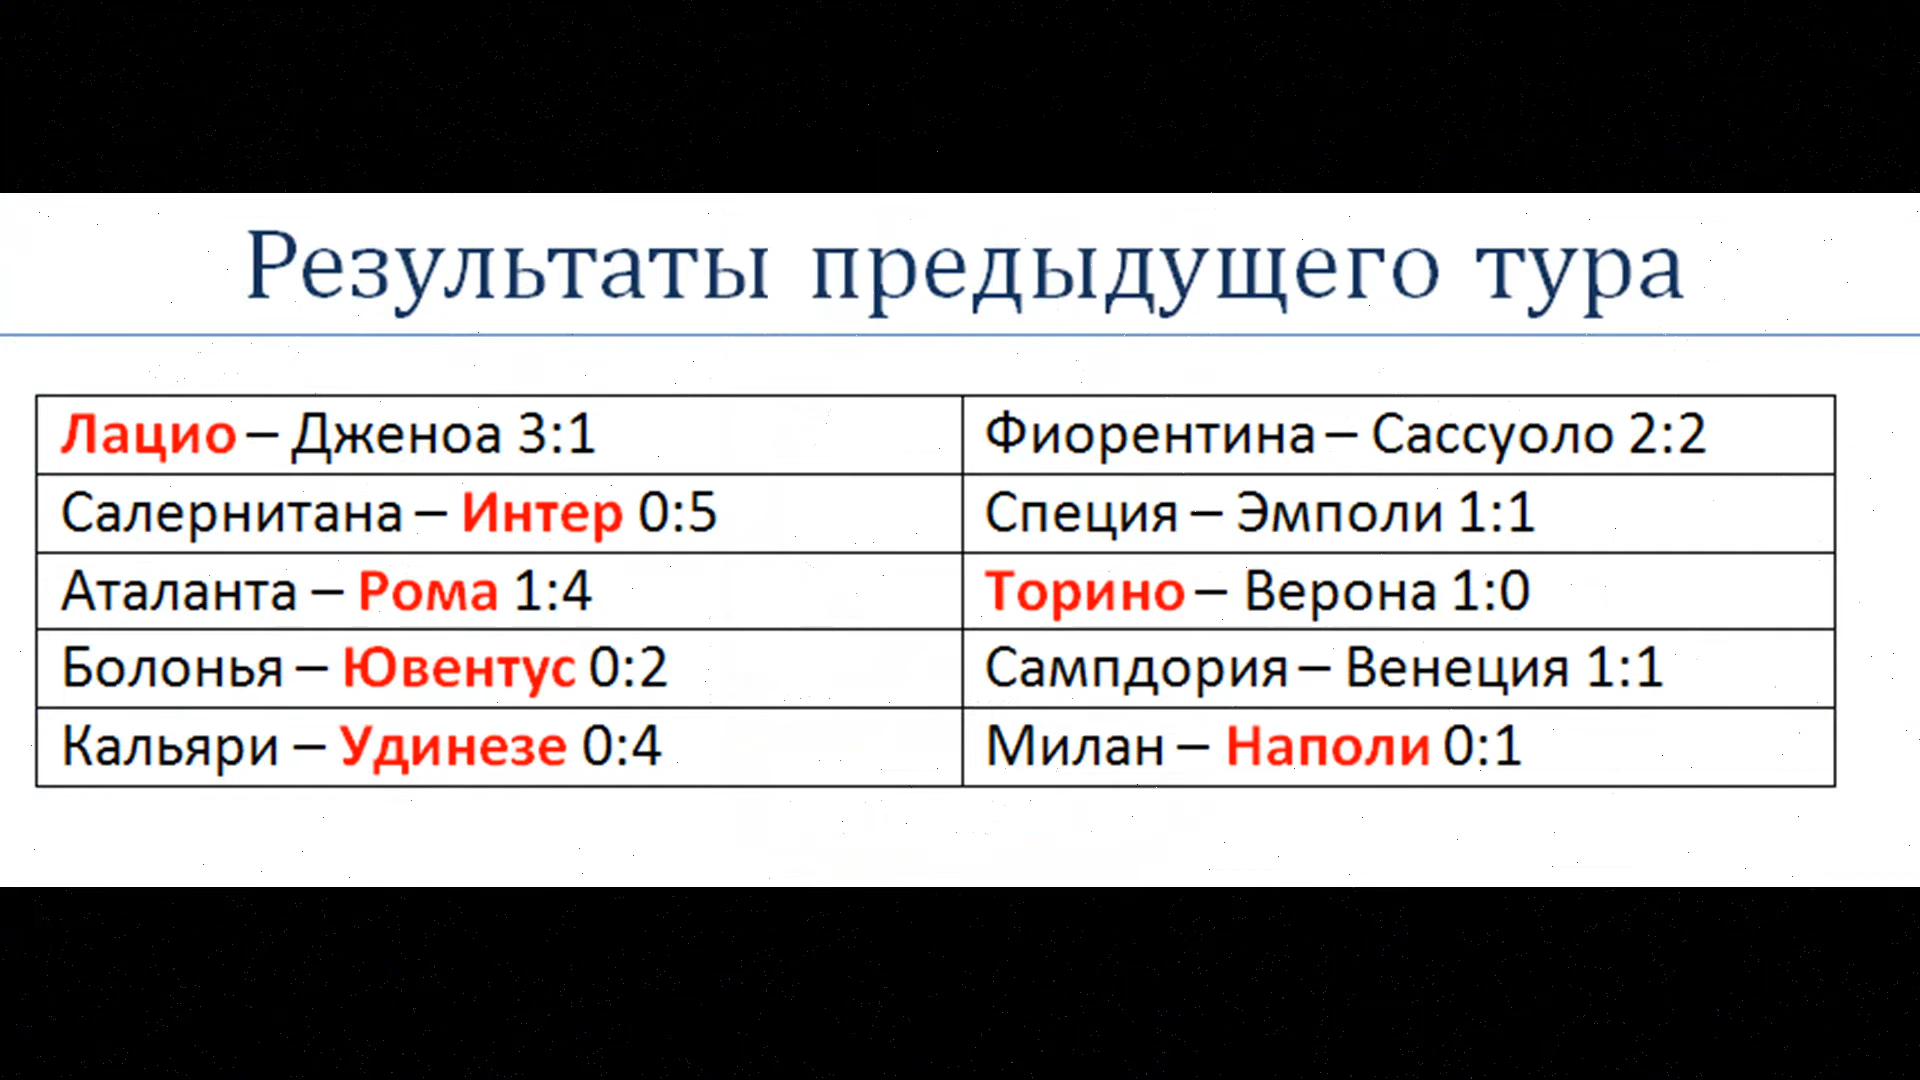 Результаты предыдущего тура
Лацио – Дженоа 3:1
Салернитана – Интер 0:5
Аталанта – Рома 1:4
Болонья – Ювентус 0:2
Кальяри – Удинезе 0:4
Фиорентина – Сассуоло 2:2
Специя – Эмполи 1:1
Торино – Верона 1:0
Сампдория – Венеция 1:1
Милан – Наполи 0:1